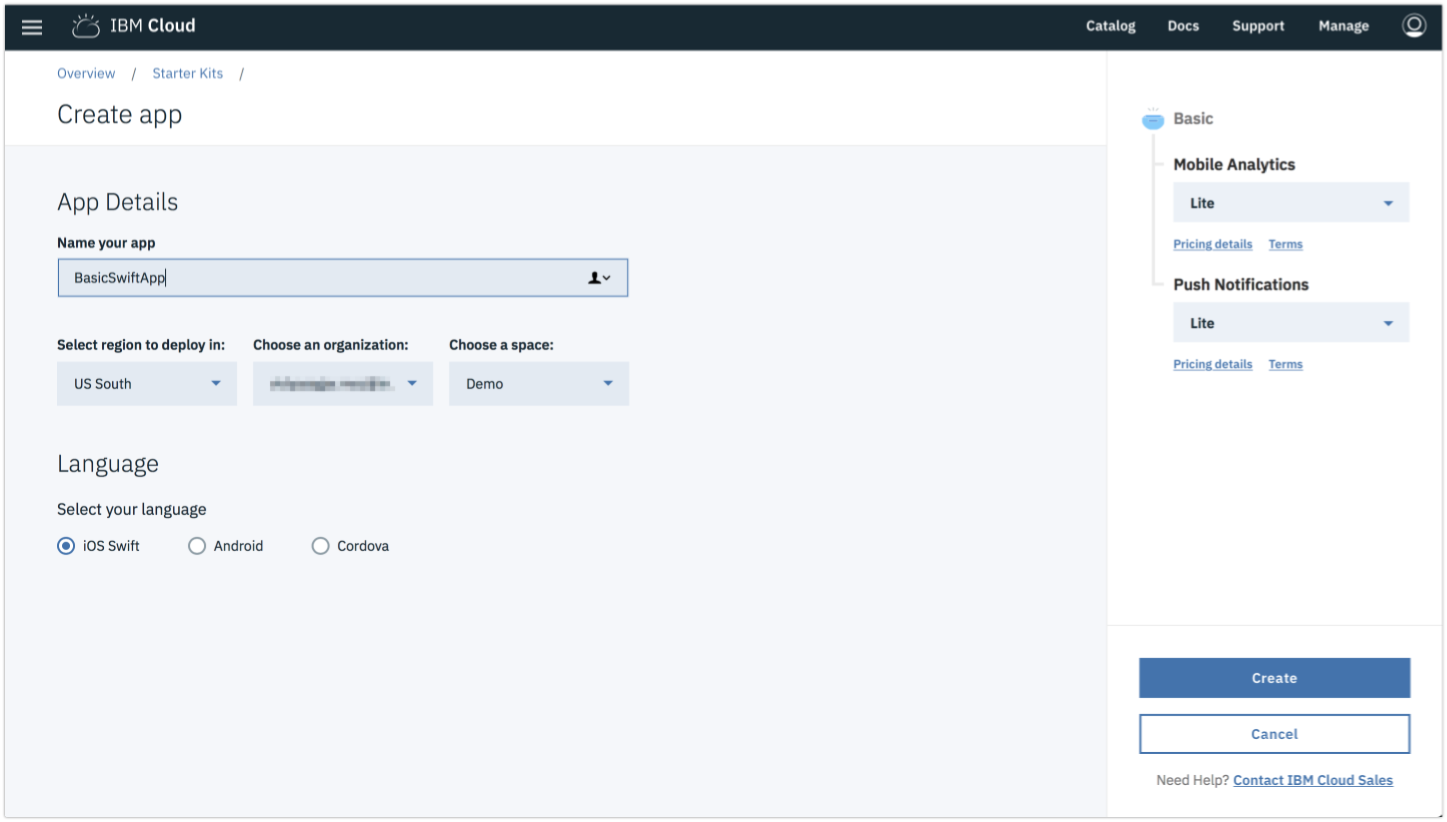 IBM Cloud
Catalog Docs Support Manage
Overview / Starter Kits /
Create app
App Details
Name your app
BasicSwiftApp
Select region to deploy in: Choose an organization: Choose a space:
US South Demo
Language
Select your language
iOS Swift Android Cordova
Basic
Mobile Analytics
Lite
Pricing details Terms
Push Notifications
Lite
Pricing details Terms
Create
Cancel
Need Help? Contact IBM Cloud Sales